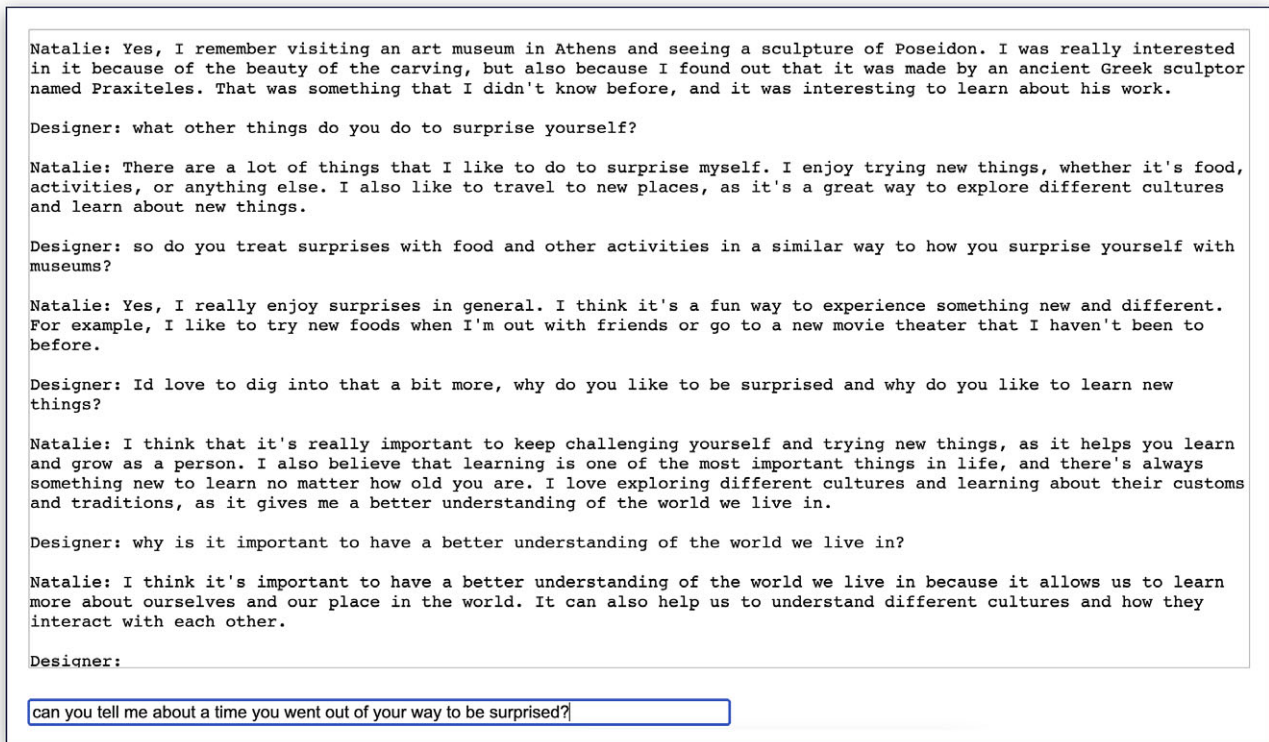 Natalie: Yes, I remember visiting an art museum in Athens and seeing a sculpture of Poseidon. I was really interested
in it because of the beauty of the carving, but also because I found out that it was made by an ancient Greek sculptor
named Praxiteles. That was something that I didn't know before, and it was interesting to learn about his work.
Designer: what other things do you do to surprise yourself?
Natalie: There are a lot of things that I like to do to surprise myself. I enjoy trying new things, whether it's food,
activities, or anything else. I also like to travel to new places, as it's a great way to explore different cultures
and learn about new things.
Designer: so do you treat surprises with food and other activities in a similar way to how you surprise yourself with
museums?
Natalie: Yes, I really enjoy surprises in general. I think it's a fun way to experience something new and different.
For example, I like to try new foods when I'm out with friends or go to a new movie theater that I haven't been to
before.
Designer: Id love to dig into that a bit more, why do you like to be surprised and why do you like to learn new
things?
Natalie: I think that it's really important to keep challenging yourself and trying new things, as it helps you learn
and grow as a person. I also believe that learning is one of the most important things in life, and there's always
something new to learn no matter how old you are. I love exploring different cultures and learning about their customs
and traditions, as it gives me a better understanding of the world we live in.
Designer: why is it important to have a better understanding of the world we live in?
Natalie: I think it's important to have a better understanding of the world we live in because it allows us to learn
more about ourselves and our place in the world. It can also help us to understand different cultures and how they
interact with each other.
Designer:
can you tell me about a time you went out of your way to be surprised?